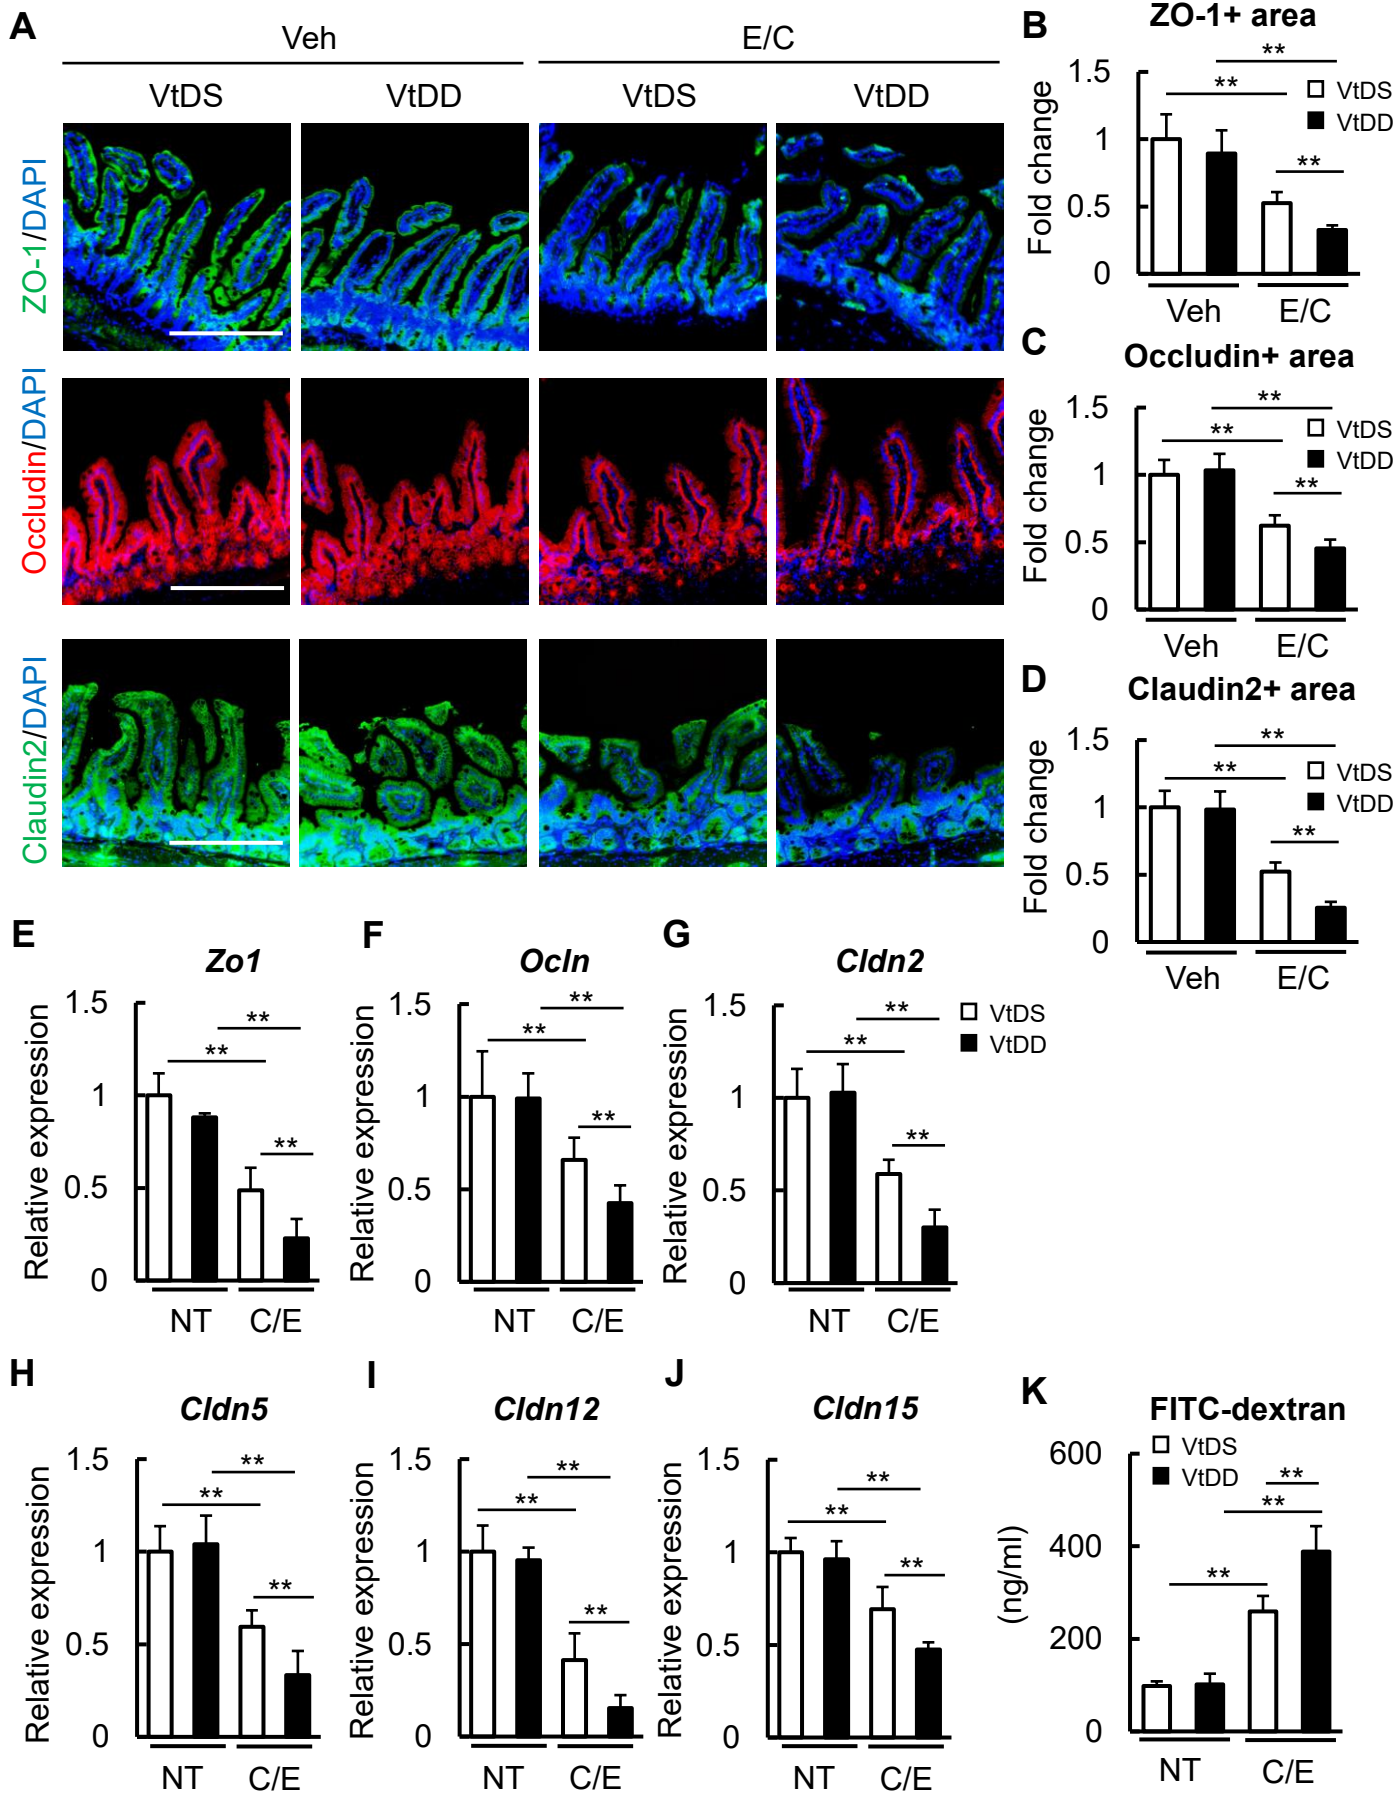 A
Veh
E/C
VtDS
VtDD
VtDS
VtDD
ZO-1/DAPI
Occludin/DAPI
Claudin2/DAPI
B
ZO-1+ area
Fold change
1.5
1
0.5
0
**
**
**
VtDS
VtDD
Veh
E/C
C
Occludin+ area
Fold change
1.5
1
0.5
0
**
**
**
VtDS
VtDD
Veh
E/C
D
Claudin2+ area
Fold change
1.5
1
0.5
0
**
**
**
VtDS
VtDD
Veh
E/C
E
Zo1
Relative expression
1.5
1
0.5
0
**
**
**
NT
C/E
F
Ocln
Relative expression
1.5
1
0.5
0
**
**
**
NT
C/E
G
Cldn2
Relative expression
1.5
1
0.5
0
**
**
**
VtDS
VtDD
NT
C/E
H
Cldn5
Relative expression
1.5
1
0.5
0
**
**
**
NT
C/E
I
Cldn12
Relative expression
1.5
1
0.5
0
**
**
**
NT
C/E
J
Cldn15
Relative expression
1.5
1
0.5
0
**
**
**
NT
C/E
K
FITC-dextran
VtDS
VtDD
(ng/ml)
600
400
200
0
**
**
**
NT
C/E